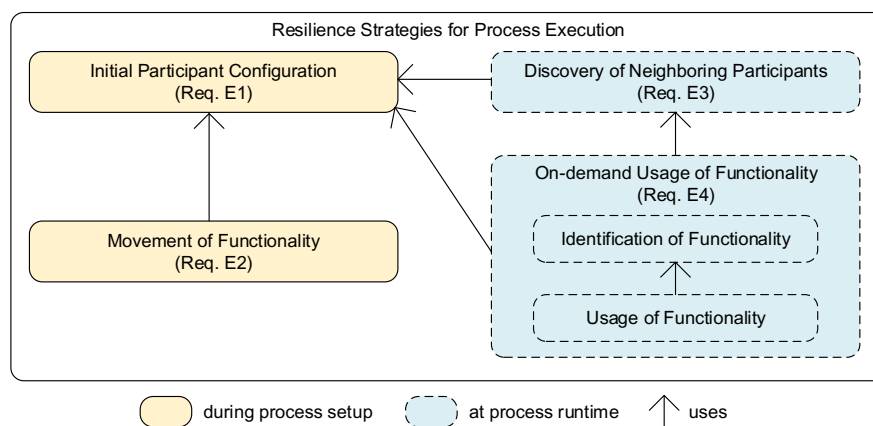 Resilience Strategies for Process Execution
Initial Participant Configuration
(Req. E1)
Discovery of Neighboring Participants
(Req. E3)
On-demand Usage of Functionality
(Req. E4)
Identification of Functionality
Usage of Functionality
Movement of Functionality
(Req. E2)
during process setup
at process runtime
uses